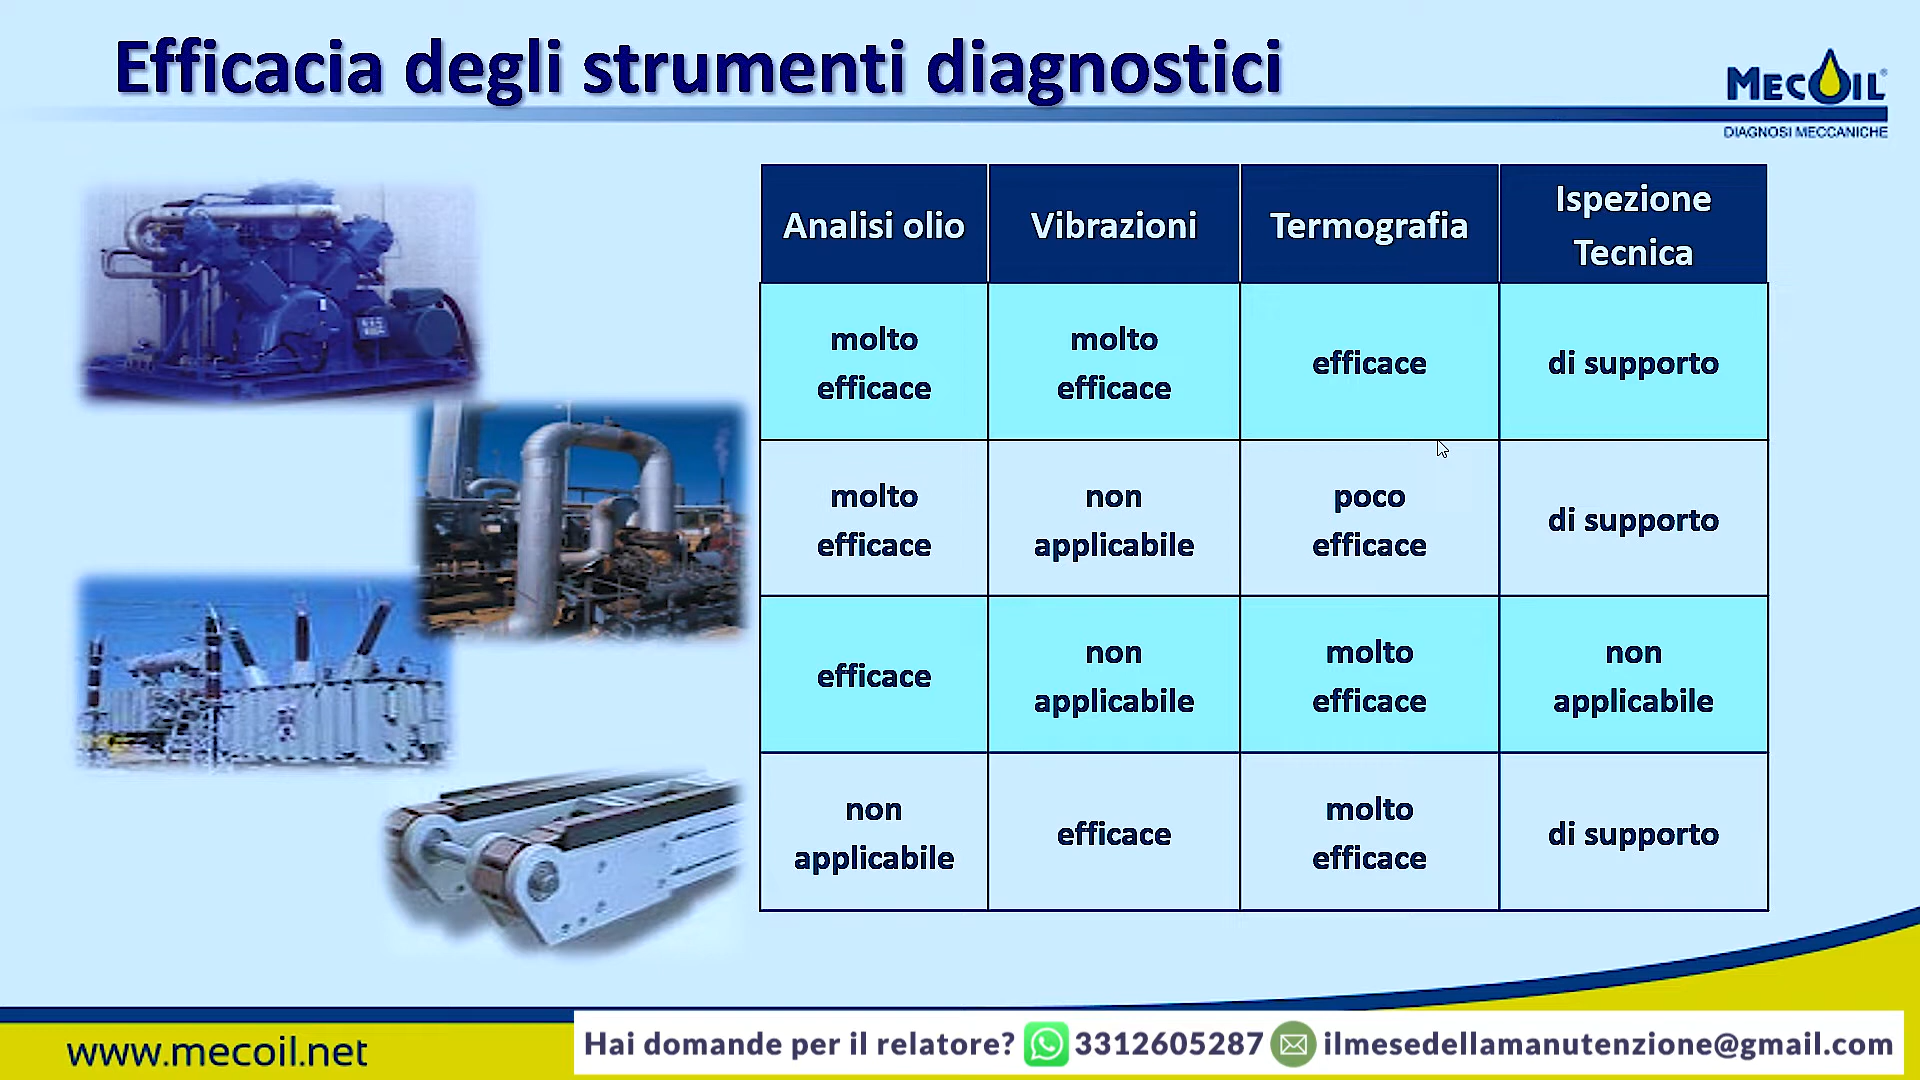 Efficacia degli strumenti diagnostici
MECOIL®
DIAGNOSI MECCANICHE
Analisi olio
Vibrazioni
Termografia
Ispezione
Tecnica
molto
efficace
molto
efficace
efficace
di supporto
molto
efficace
non
applicabile
poco
efficace
di supporto
efficace
non
applicabile
molto
efficace
non
applicabile
non
applicabile
efficace
molto
efficace
di supporto
www.mecoil.net
Hai domande per il relatore? 3312605287 ilmesedellamanutenzione@gmail.com